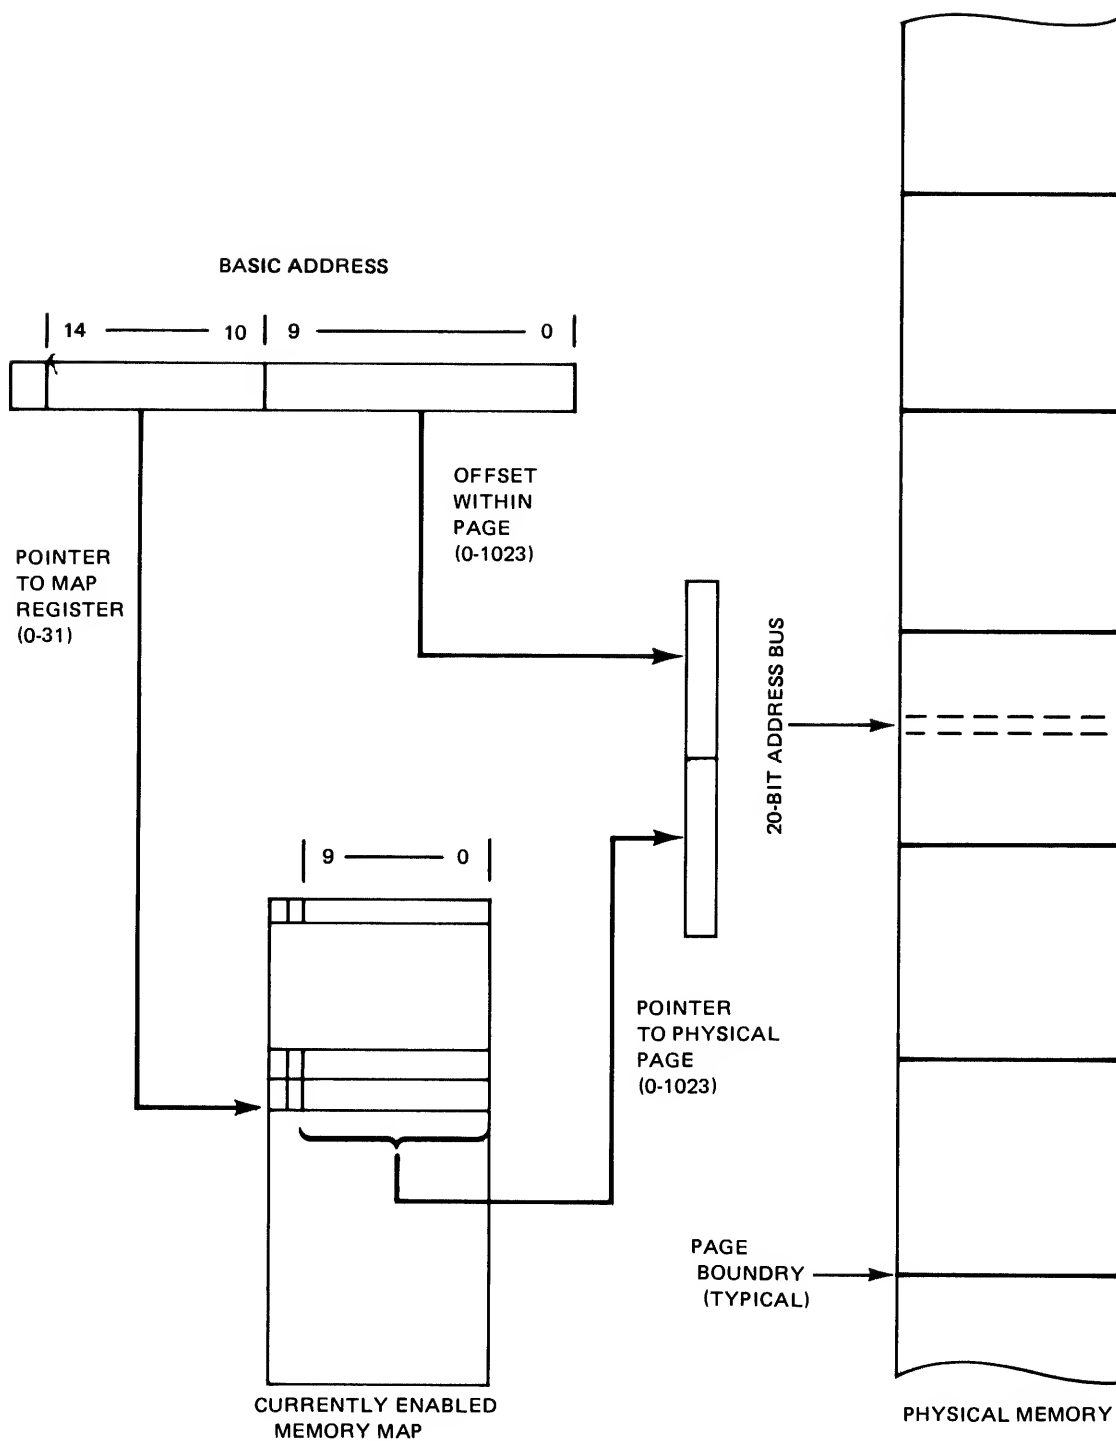 BASIC ADDRESS
14 10 9 0
OFFSET
WITHIN
PAGE
(0-1023)
POINTER
TO MAP
REGISTER
(0-31)
20-BIT ADDRESS BUS
9 0
POINTER
TO PHYSICAL
PAGE
(0-1023)
PAGE
BOUNDRY
(TYPICAL)
CURRENTLY ENABLED
MEMORY MAP
PHYSICAL MEMORY